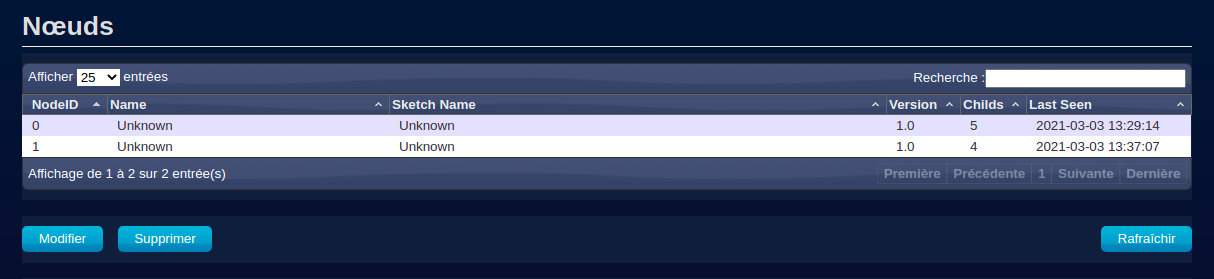 Nœuds
Afficher 25 entrées Recherche :
NodeID Name Sketch Name Version Childs Last Seen
0 Unknown Unknown 1.0 5 2021-03-03 13:29:14
1 Unknown Unknown 1.0 4 2021-03-03 13:37:07
Affichage de 1 à 2 sur 2 entrée(s) Première Précédente 1 Suivante Dernière
Modifier Supprimer Rafraîchir